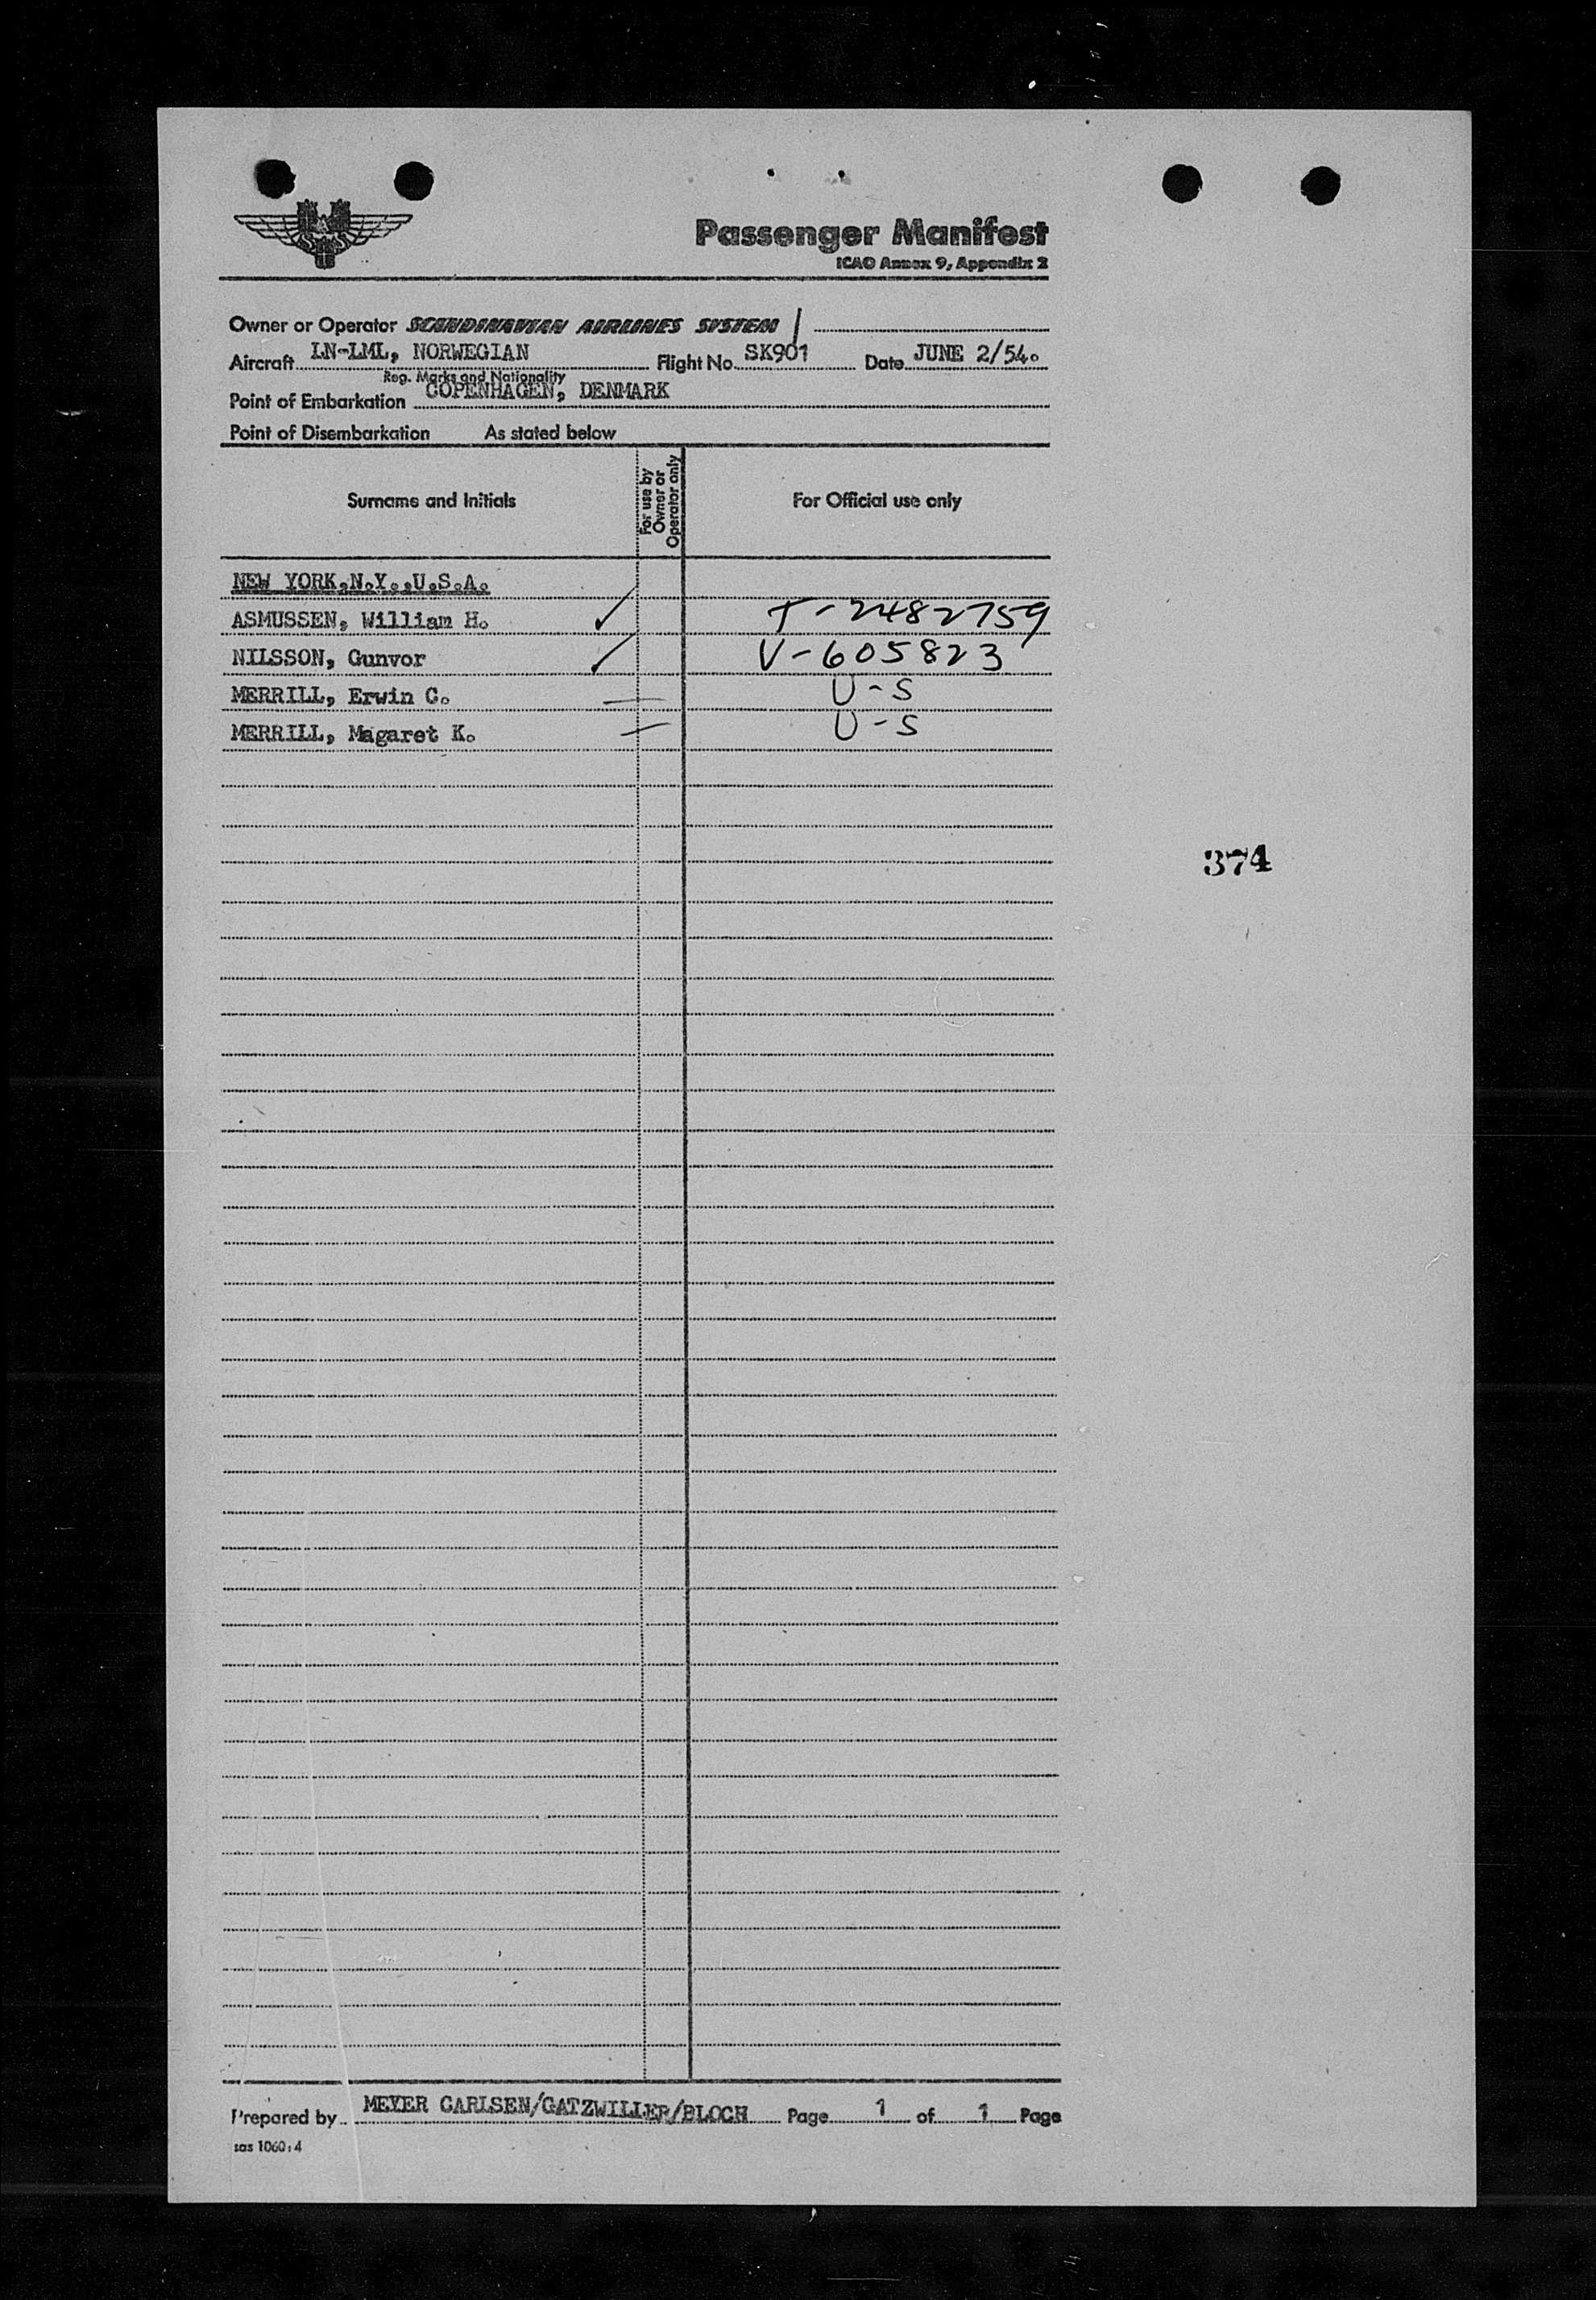 SAS
Passenger Manifest
ICAO Annex 9, Appendix 2
Owner or Operator SCANDINAVIAN AIRLINES SYSTEM /
Aircraft LN-LML, NORWEGIAN Flight No. SK901 Date JUNE 2/54.
Reg. Marks and Nationality
Point of Embarkation COPENHAGEN, DENMARK
Point of Disembarkation As stated below
Surname and Initials For use by Owner or Operator only For Official use only
NEW YORK,N.Y.,U.S.A.
ASMUSSEN, William H. ✓ T-2482759
NILSSON, Gunvor ✓ V-605823
MERRILL, Erwin C. — U-S
MERRILL, Magaret K. — U-S
374
Prepared by MEYER CARLSEN/GATZWILLER/BLOCH Page 1 of 1 Page
sas 1060:4